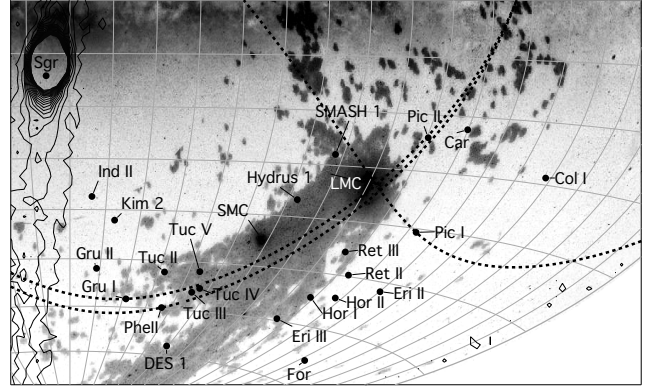 Sgr
SMASH 1
Pic II
Car
Ind II
Hydrus 1
LMC
Col I
Kim 2
SMC
Tuc V
Pic I
Gru II
Tuc II
Ret III
Ret II
Gru I
Tuc IV
Eri II
Hor II
Tuc III
Hor I
PheII
Eri III
DES 1
For